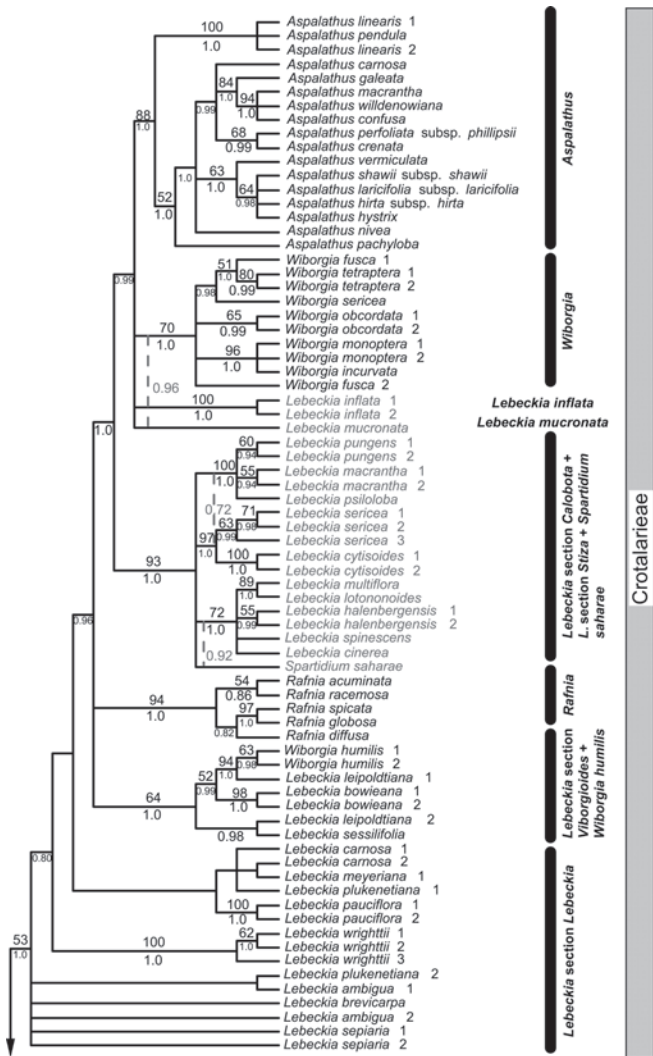 100
1.0
Aspalathus linearis 1
Aspalathus pendula
Aspalathus linearis 2
Aspalathus carnosa
Aspalathus galeata
Aspalathus macrantha
Aspalathus willdenowiana
Aspalathus confusa
Aspalathus perfoliata subsp. phillipsii
Aspalathus crenata
Aspalathus vermiculata
Aspalathus shawii subsp. shawii
Aspalathus laricifolia subsp. laricifolia
Aspalathus hirta subsp. hirta
Aspalathus hystrix
Aspalathus nivea
Aspalathus pachyloba
88
1.0
84
1.0
0.99
94
1.0
68
0.99
1.0
63
1.0
64
0.98
52
1.0
Aspalathus
Wiborgia fusca 1
Wiborgia tetraptera 1
Wiborgia tetraptera 2
Wiborgia sericea
Wiborgia obcordata 1
Wiborgia obcordata 2
Wiborgia monoptera 1
Wiborgia monoptera 2
Wiborgia incurvata
Wiborgia fusca 2
0.99
51
1.0
80
0.99
0.98
70
1.0
65
0.99
96
1.0
0.96
Wiborgia
Lebeckia inflata 1
Lebeckia inflata 2
Lebeckia mucronata
100
1.0
1.0
Lebeckia inflata
Lebeckia mucronata
Lebeckia pungens 1
Lebeckia pungens 2
Lebeckia macrantha 1
Lebeckia macrantha 2
Lebeckia psiloloba
Lebeckia sericea 1
Lebeckia sericea 2
Lebeckia sericea 3
Lebeckia cytisoides 1
Lebeckia cytisoides 2
Lebeckia multiflora
Lebeckia lotononoides
Lebeckia halenbergensis 1
Lebeckia halenbergensis 2
Lebeckia spinescens
Lebeckia cinerea
Spartidium saharae
60
0.94
100
1.0
55
0.94
0.72
71
0.98
63
0.99
97
1.0
100
1.0
93
1.0
89
1.0
72
1.0
55
0.99
0.92
Lebeckia section Calobota +
L. section Stiza + Spartidium
saharae
Rafnia acuminata
Rafnia racemosa
Rafnia spicata
Rafnia globosa
Rafnia diffusa
0.96
94
1.0
54
0.86
97
1.0
0.82
Rafnia
Wiborgia humilis 1
Wiborgia humilis 2
Lebeckia leipoldtiana 1
Lebeckia bowieana 1
Lebeckia bowieana 2
Lebeckia leipoldtiana 2
Lebeckia sessilifolia
63
0.98
94
1.0
52
0.99
98
1.0
64
1.0
0.98
Lebeckia section
Viborgioides +
Wiborgia humilis
Lebeckia carnosa 1
Lebeckia carnosa 2
Lebeckia meyeriana 1
Lebeckia plukenetiana 1
Lebeckia pauciflora 1
Lebeckia pauciflora 2
Lebeckia wrighttii 1
Lebeckia wrighttii 2
Lebeckia wrighttii 3
Lebeckia plukenetiana 2
Lebeckia ambigua 1
Lebeckia brevicarpa
Lebeckia ambigua 2
Lebeckia sepiaria 1
Lebeckia sepiaria 2
0.80
100
1.0
62
1.0
100
1.0
53
1.0
Lebeckia section Lebeckia
Crotalarieae